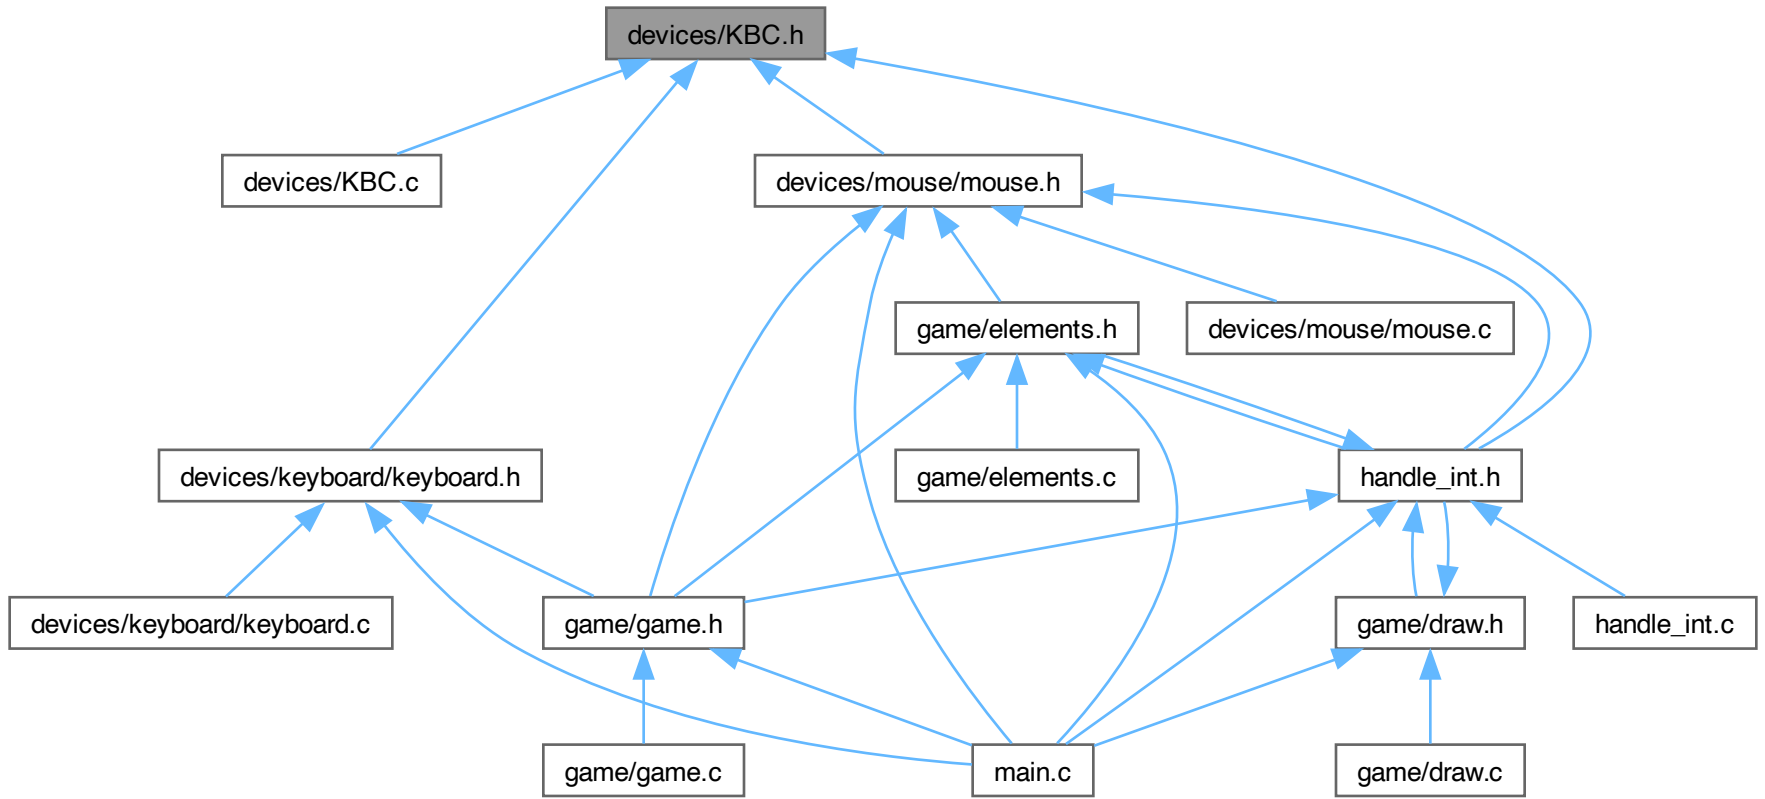 devices/KBC.h
devices/KBC.c
devices/mouse/mouse.h
game/elements.h
devices/mouse/mouse.c
devices/keyboard/keyboard.h
game/elements.c
handle_int.h
devices/keyboard/keyboard.c
game/game.h
game/draw.h
handle_int.c
game/game.c
main.c
game/draw.c